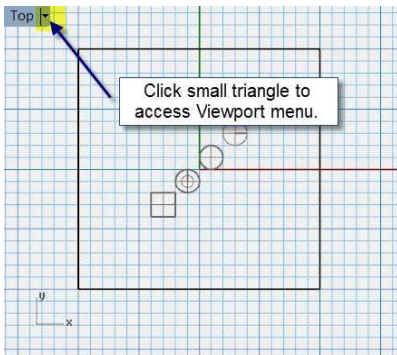 Top
Click small triangle to
access Viewport menu.
y
x